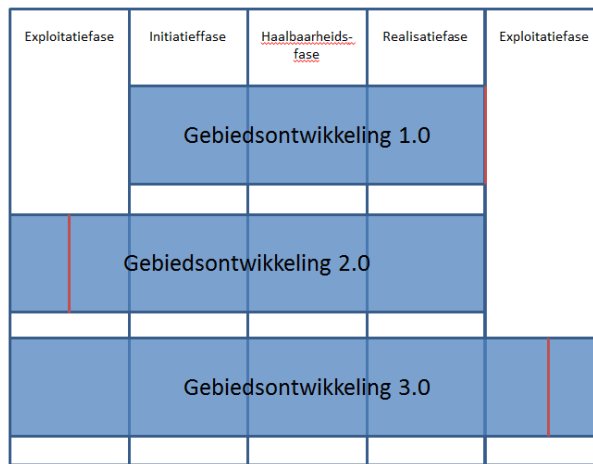 Exploitatiefase
Initiatieffase
Haalbaarheids-
fase
Realisatiefase
Exploitatiefase
Gebiedsontwikkeling 1.0
Gebiedsontwikkeling 2.0
Gebiedsontwikkeling 3.0